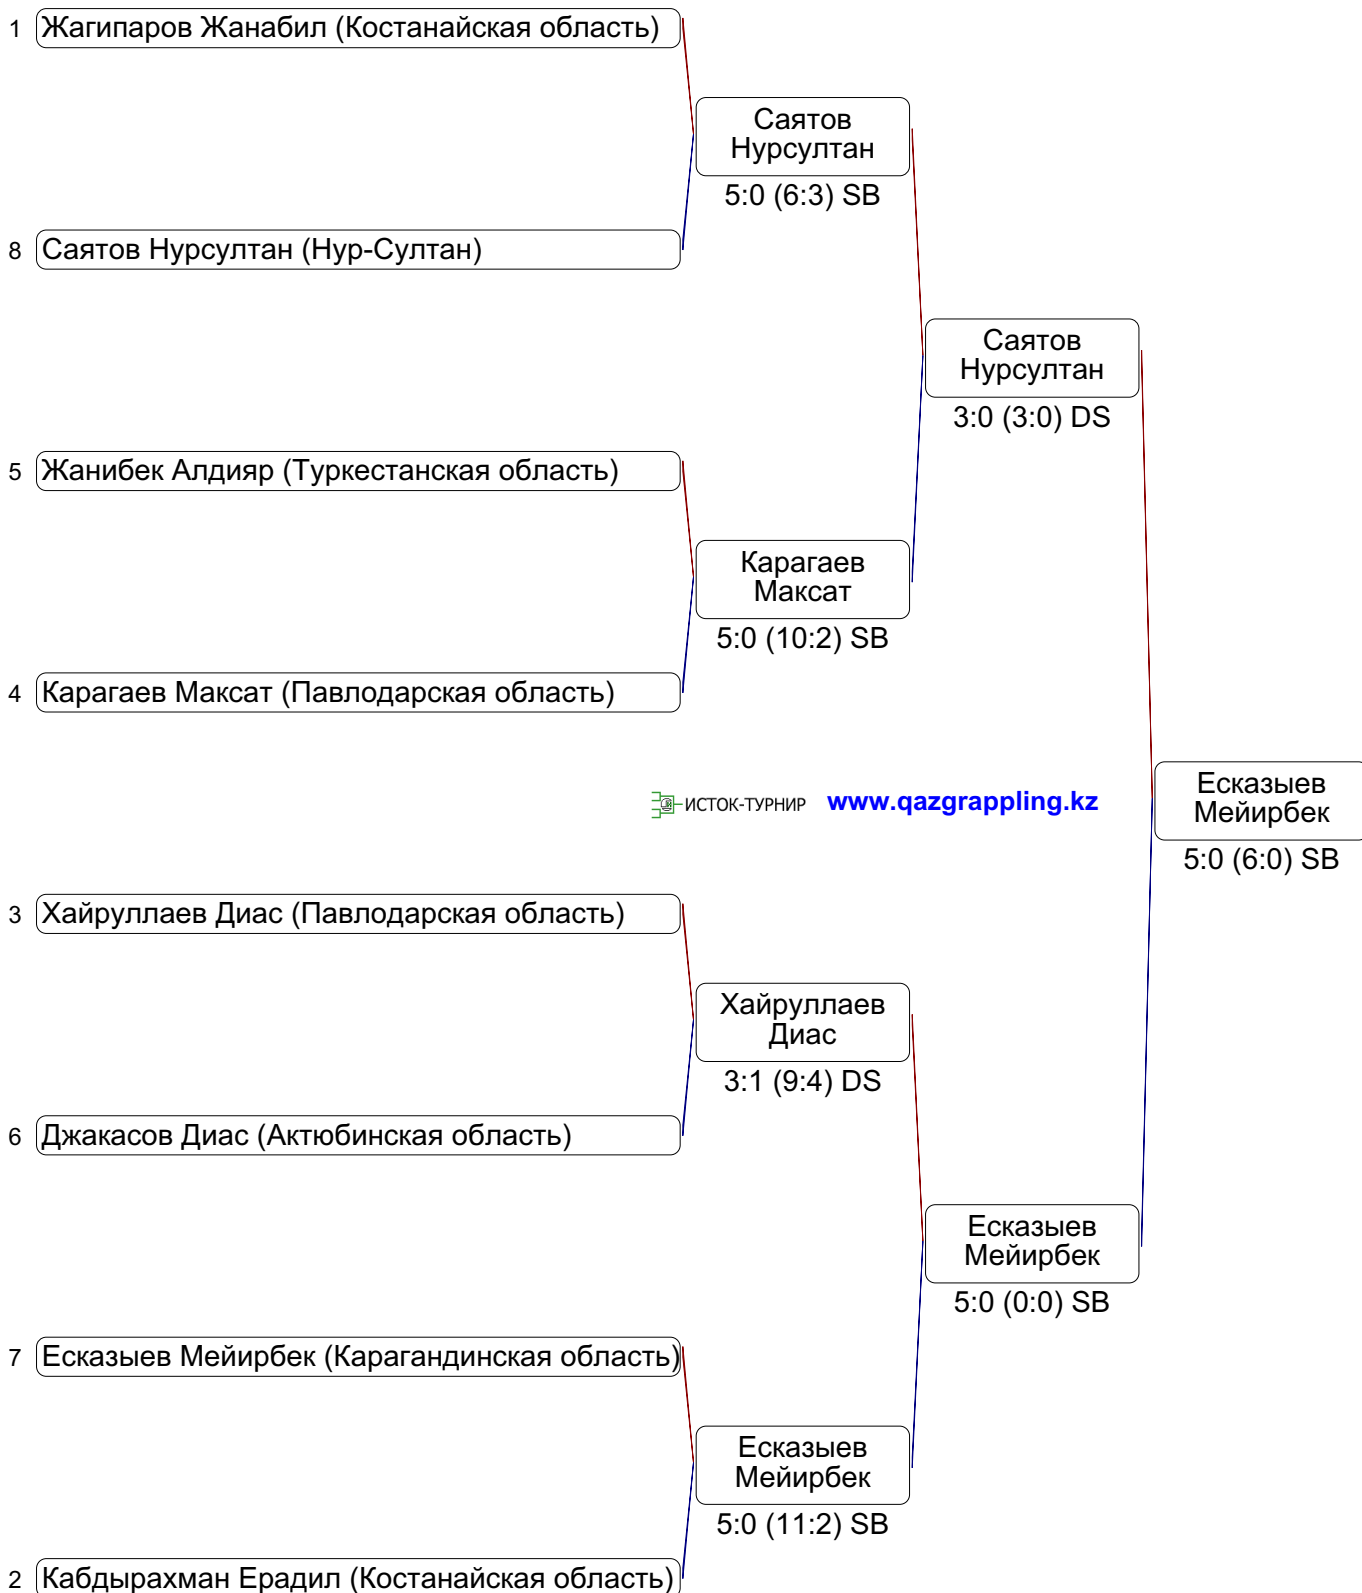 1 Жагипаров Жанабил (Костанайская область)
Саятов
Нурсултан
5:0 (6:3) SB
8 Саятов Нурсултан (Нур-Султан)
Саятов
Нурсултан
3:0 (3:0) DS
5 Жанибек Алдияр (Туркестанская область)
Карагаев
Максат
5:0 (10:2) SB
4 Карагаев Максат (Павлодарская область)
ИСТОК-ТУРНИР www.qazgrappling.kz
Есказыев
Мейирбек
5:0 (6:0) SB
3 Хайруллаев Диас (Павлодарская область)
Хайруллаев
Диас
3:1 (9:4) DS
6 Джакасов Диас (Актюбинская область)
Есказыев
Мейирбек
5:0 (0:0) SB
7 Есказыев Мейирбек (Карагандинская область)
Есказыев
Мейирбек
5:0 (11:2) SB
2 Кабдырахман Ерадил (Костанайская область)